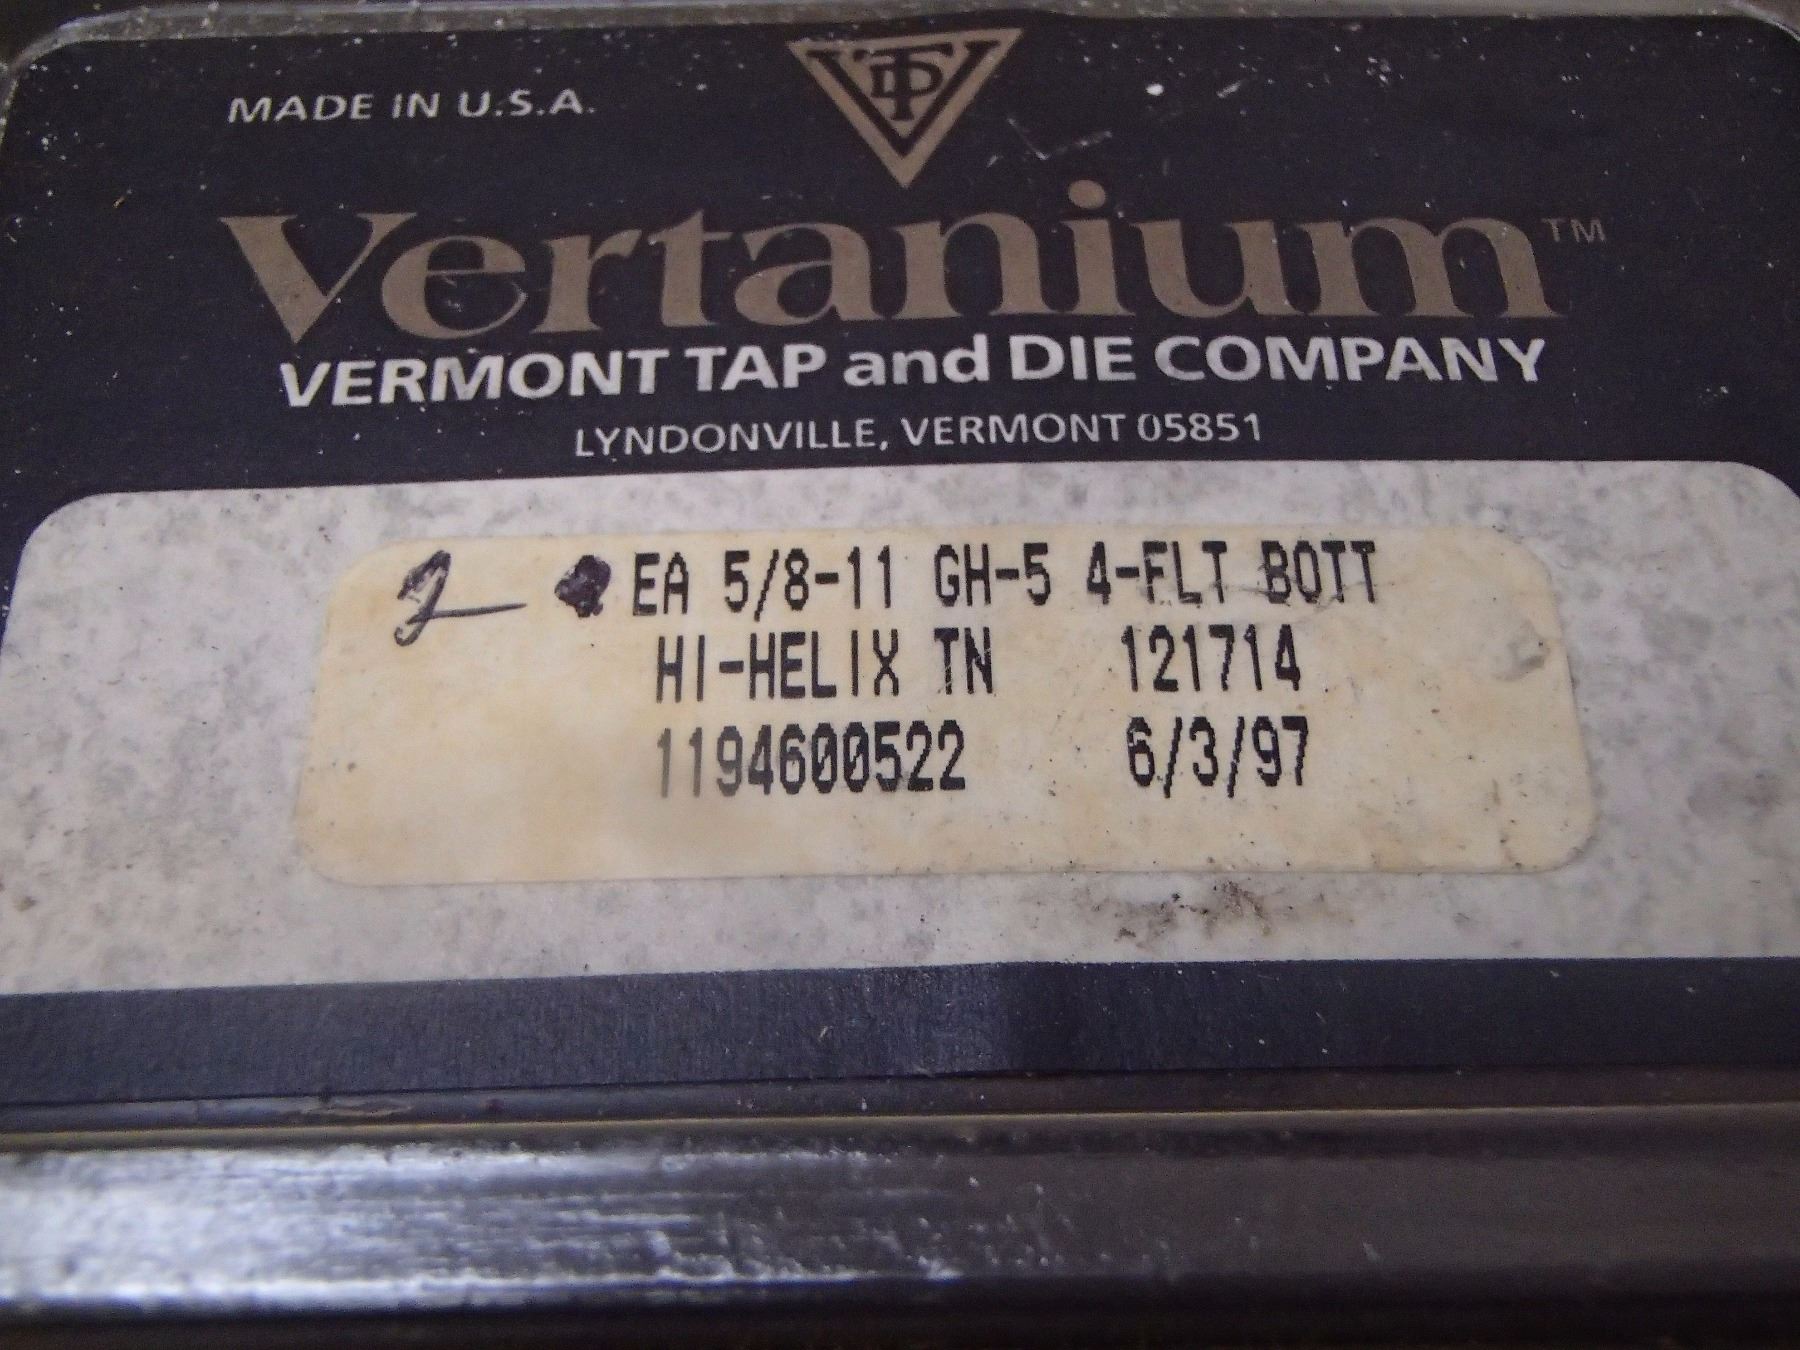 MADE IN U.S.A.
VTD
Vertanium™
VERMONT TAP and DIE COMPANY
LYNDONVILLE, VERMONT 05851
2 EA 5/8-11 GH-5 4-FLT BOTT
HI-HELIX TN 121714
1194600522 6/3/97